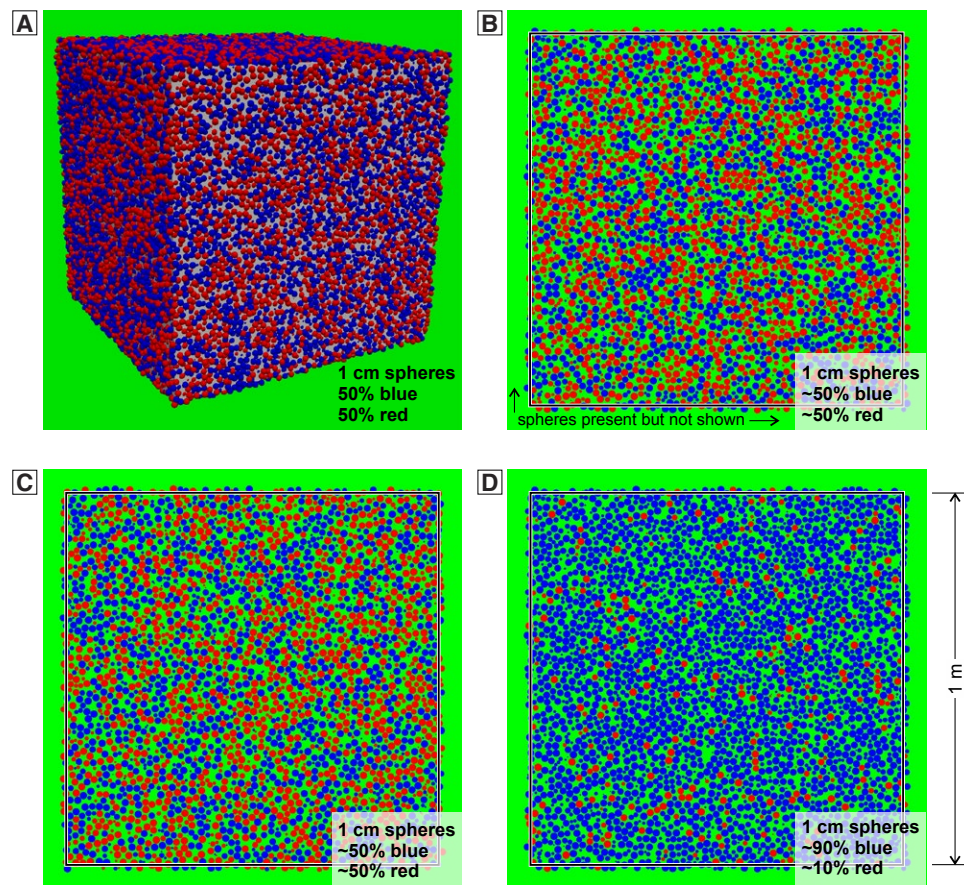 A
1 cm spheres
50% blue
50% red
B
1 cm spheres
~50% blue
~50% red
spheres present but not shown
C
1 cm spheres
~50% blue
~50% red
D
1 cm spheres
~90% blue
~10% red
1 m